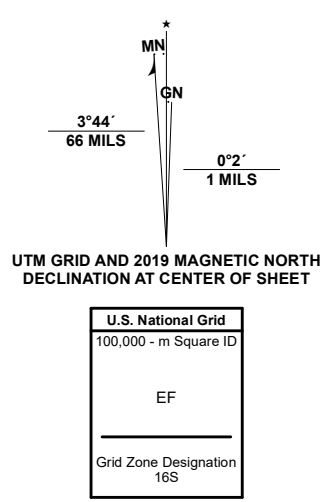 MN
GN
3°44´
66 MILS
0°2´
1 MILS
UTM GRID AND 2019 MAGNETIC NORTH
DECLINATION AT CENTER OF SHEET
U.S. National Grid
100,000 - m Square ID
EF
Grid Zone Designation
16S